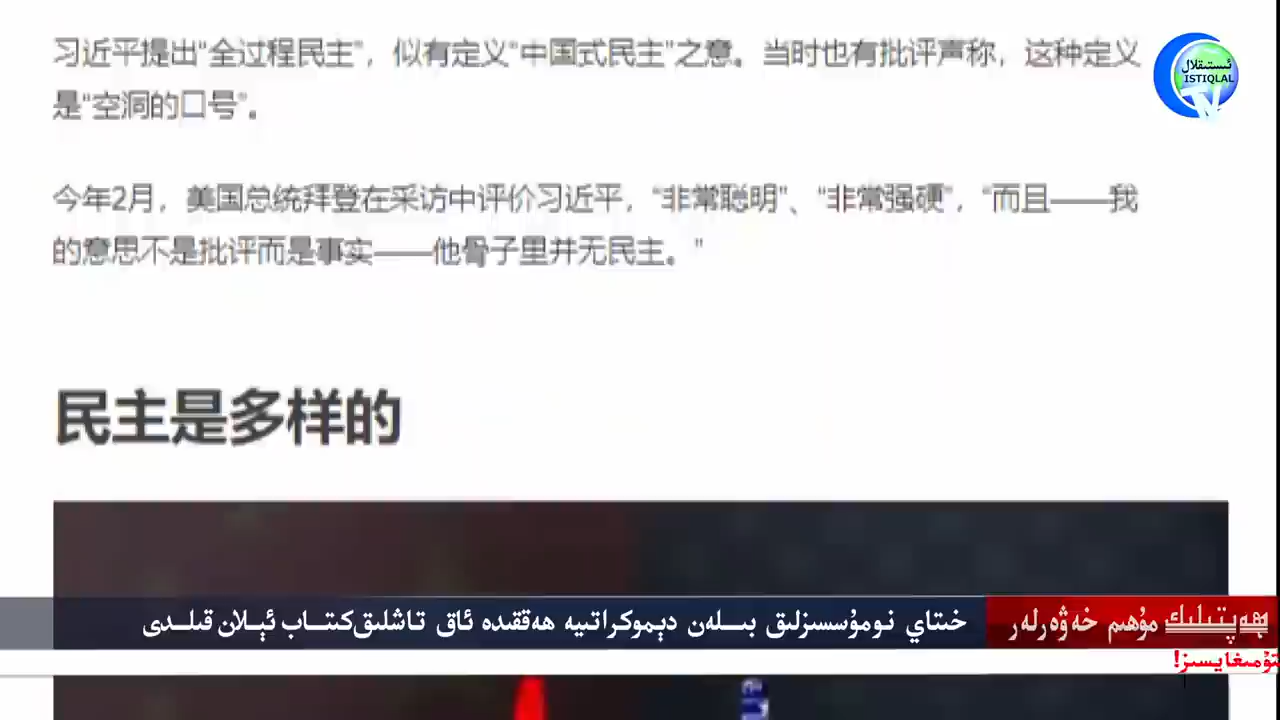 习近平提出“全过程民主”，似有定义“中国式民主”之意。当时也有批评声称，这种定义
是“空洞的口号”。
ئىستىقلال
ISTIQLAL
TV
今年2月，美国总统拜登在采访中评价习近平，“非常聪明”、“非常强硬”，“而且——我
的意思不是批评而是事实——他骨子里并无民主。”
民主是多样的
ھەپتىلىك مۇھىم خەۋەرلەر
خىتاي نومۇسسىزلىق بىلەن دېموكراتىيە ھەققىدە ئاق تاشلىق كىتاب ئېلان قىلدى